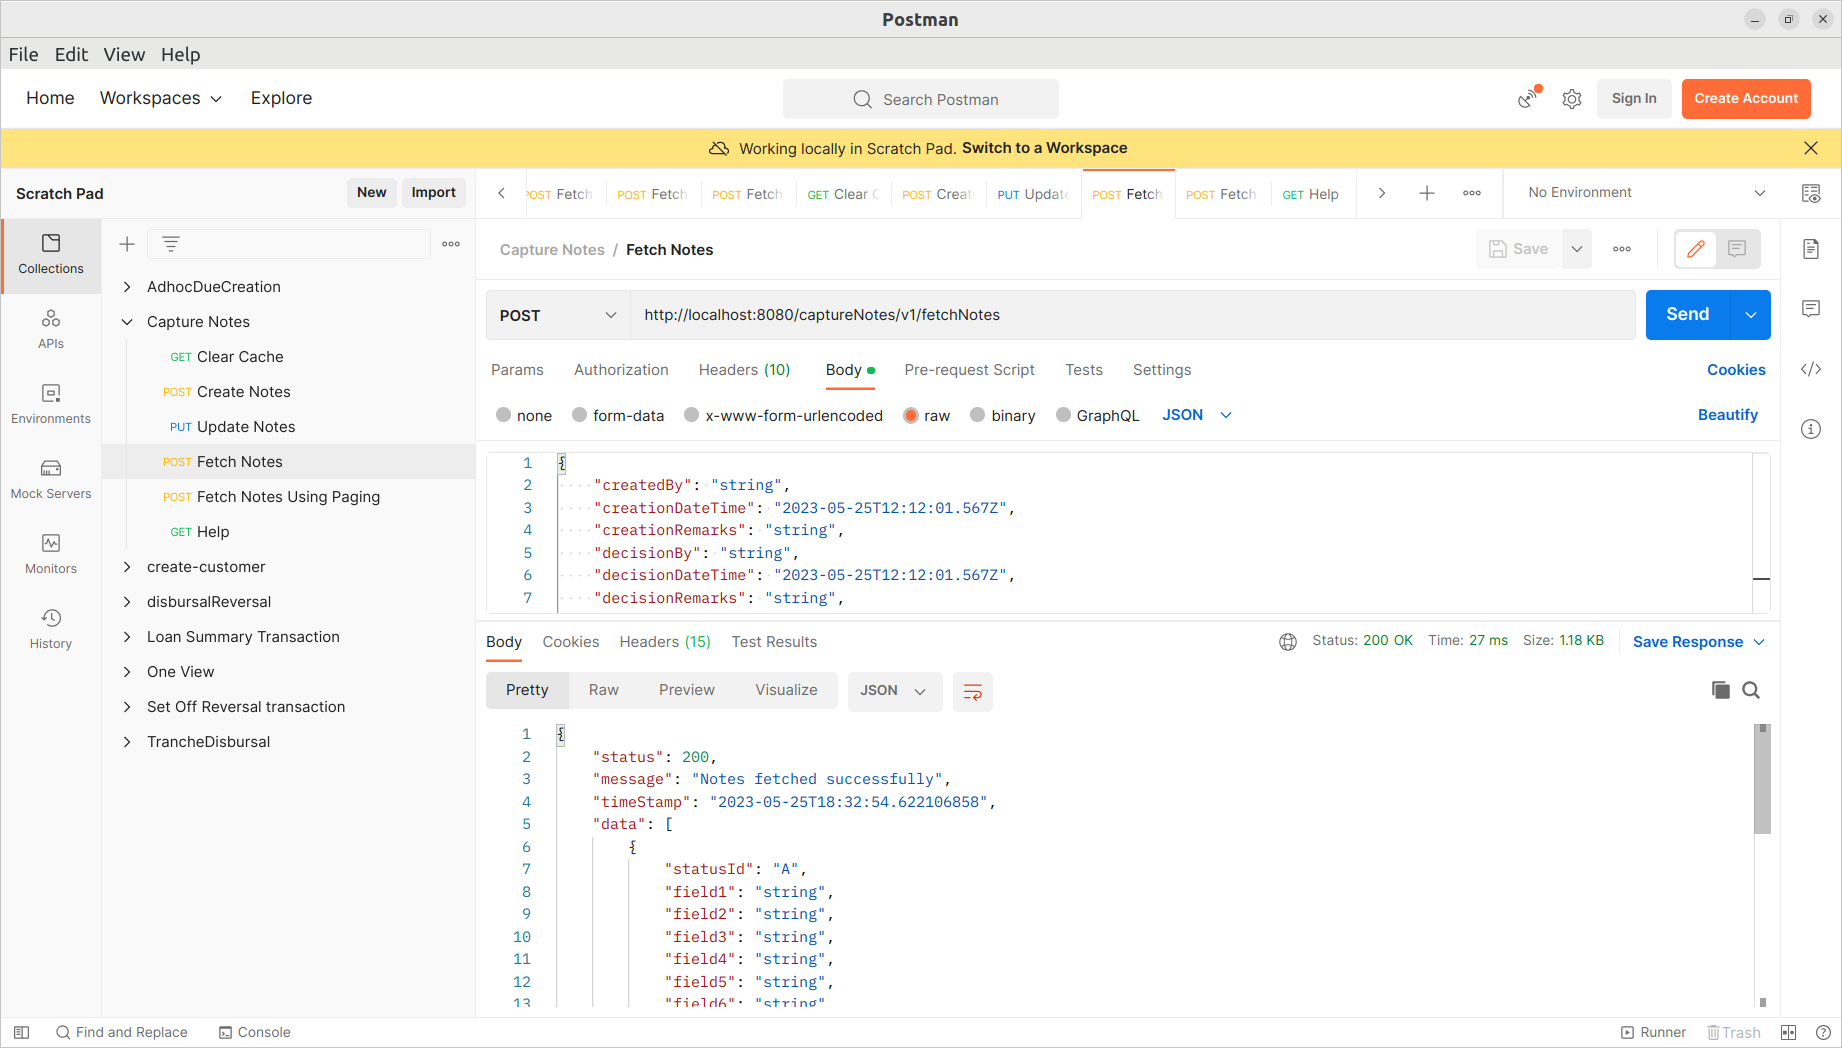 Postman
File Edit View Help
Home Workspaces Explore
Search Postman
Sign In
Create Account
Working locally in Scratch Pad. Switch to a Workspace
Scratch Pad
New
Import
POST Fetch
POST Fetch
POST Fetch
GET Clear C
POST Creat
PUT Update
POST Fetch
POST Fetch
GET Help
No Environment
Collections
APIs
Environments
Mock Servers
Monitors
History
AdhocDueCreation
Capture Notes
GET Clear Cache
POST Create Notes
PUT Update Notes
POST Fetch Notes
POST Fetch Notes Using Paging
GET Help
create-customer
disbursalReversal
Loan Summary Transaction
One View
Set Off Reversal transaction
TrancheDisbursal
Capture Notes / Fetch Notes
Save
POST
http://localhost:8080/captureNotes/v1/fetchNotes
Send
Params Authorization Headers (10) Body Pre-request Script Tests Settings
Cookies
none form-data x-www-form-urlencoded raw binary GraphQL JSON
Beautify
1 {
2 "createdBy": "string",
3 "creationDateTime": "2023-05-25T12:12:01.567Z",
4 "creationRemarks": "string",
5 "decisionBy": "string",
6 "decisionDateTime": "2023-05-25T12:12:01.567Z",
7 "decisionRemarks": "string",
Body Cookies Headers (15) Test Results
Status: 200 OK Time: 27 ms Size: 1.18 KB
Save Response
Pretty Raw Preview Visualize
JSON
1 {
2 "status": 200,
3 "message": "Notes fetched successfully",
4 "timeStamp": "2023-05-25T18:32:54.622106858",
5 "data": [
6 {
7 "statusId": "A",
8 "field1": "string",
9 "field2": "string",
10 "field3": "string",
11 "field4": "string",
12 "field5": "string",
13 "field6": "string"
Find and Replace
Console
Runner
Trash